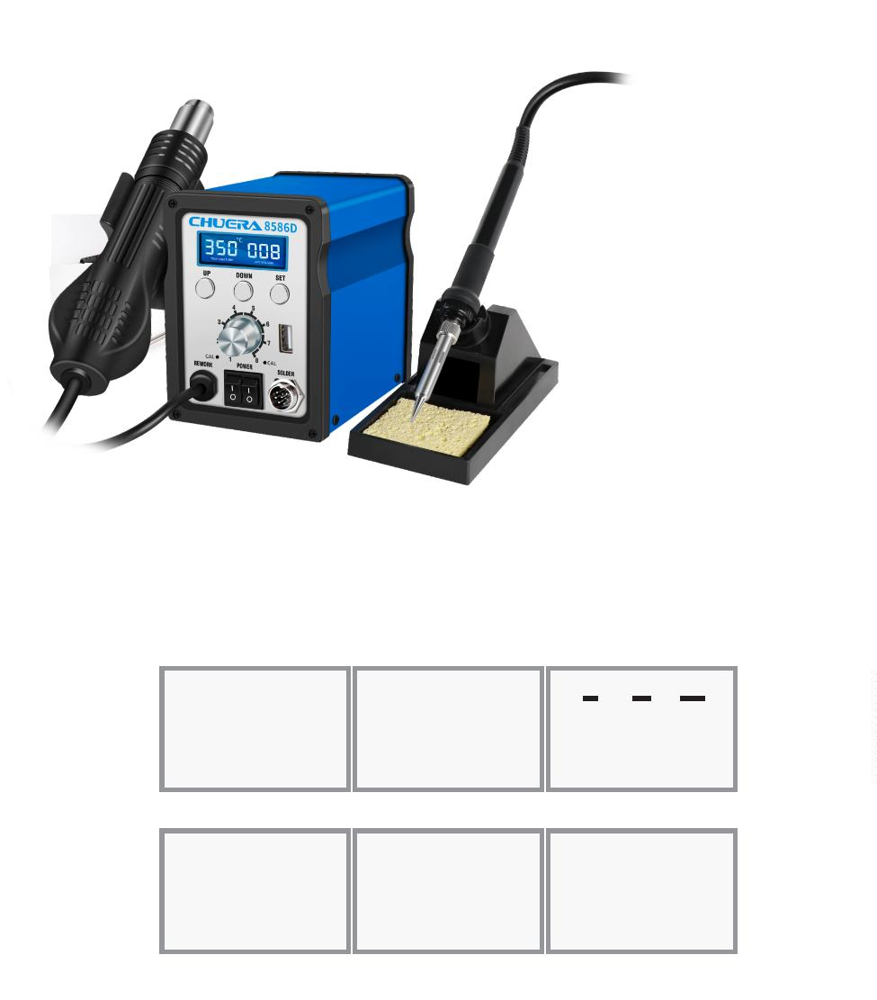 CHUERA 8586D
°C
350 008
UP
DOWN
SET
4 5
3 6
7
1 8
CAL
CAL
REWORK
POWER
SOLDER
O I